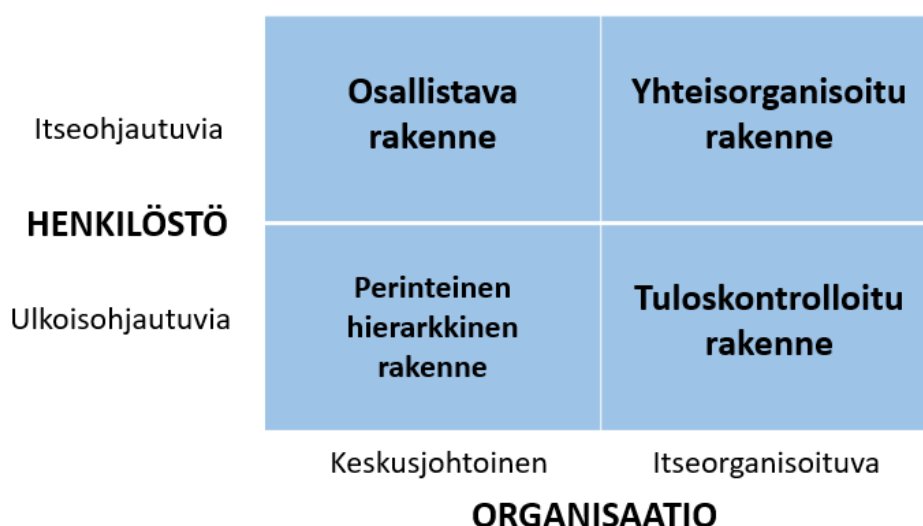 Osallistava
rakenne
Yhteisorganisoitu
rakenne
Itseohjautuvia
HENKILÖSTÖ
Ulkoisohjautuvia
Perinteinen
hierarkkinen
rakenne
Tuloskontrolloitu
rakenne
Keskusjohtoinen
Itseorganisoituva
ORGANISAATIO